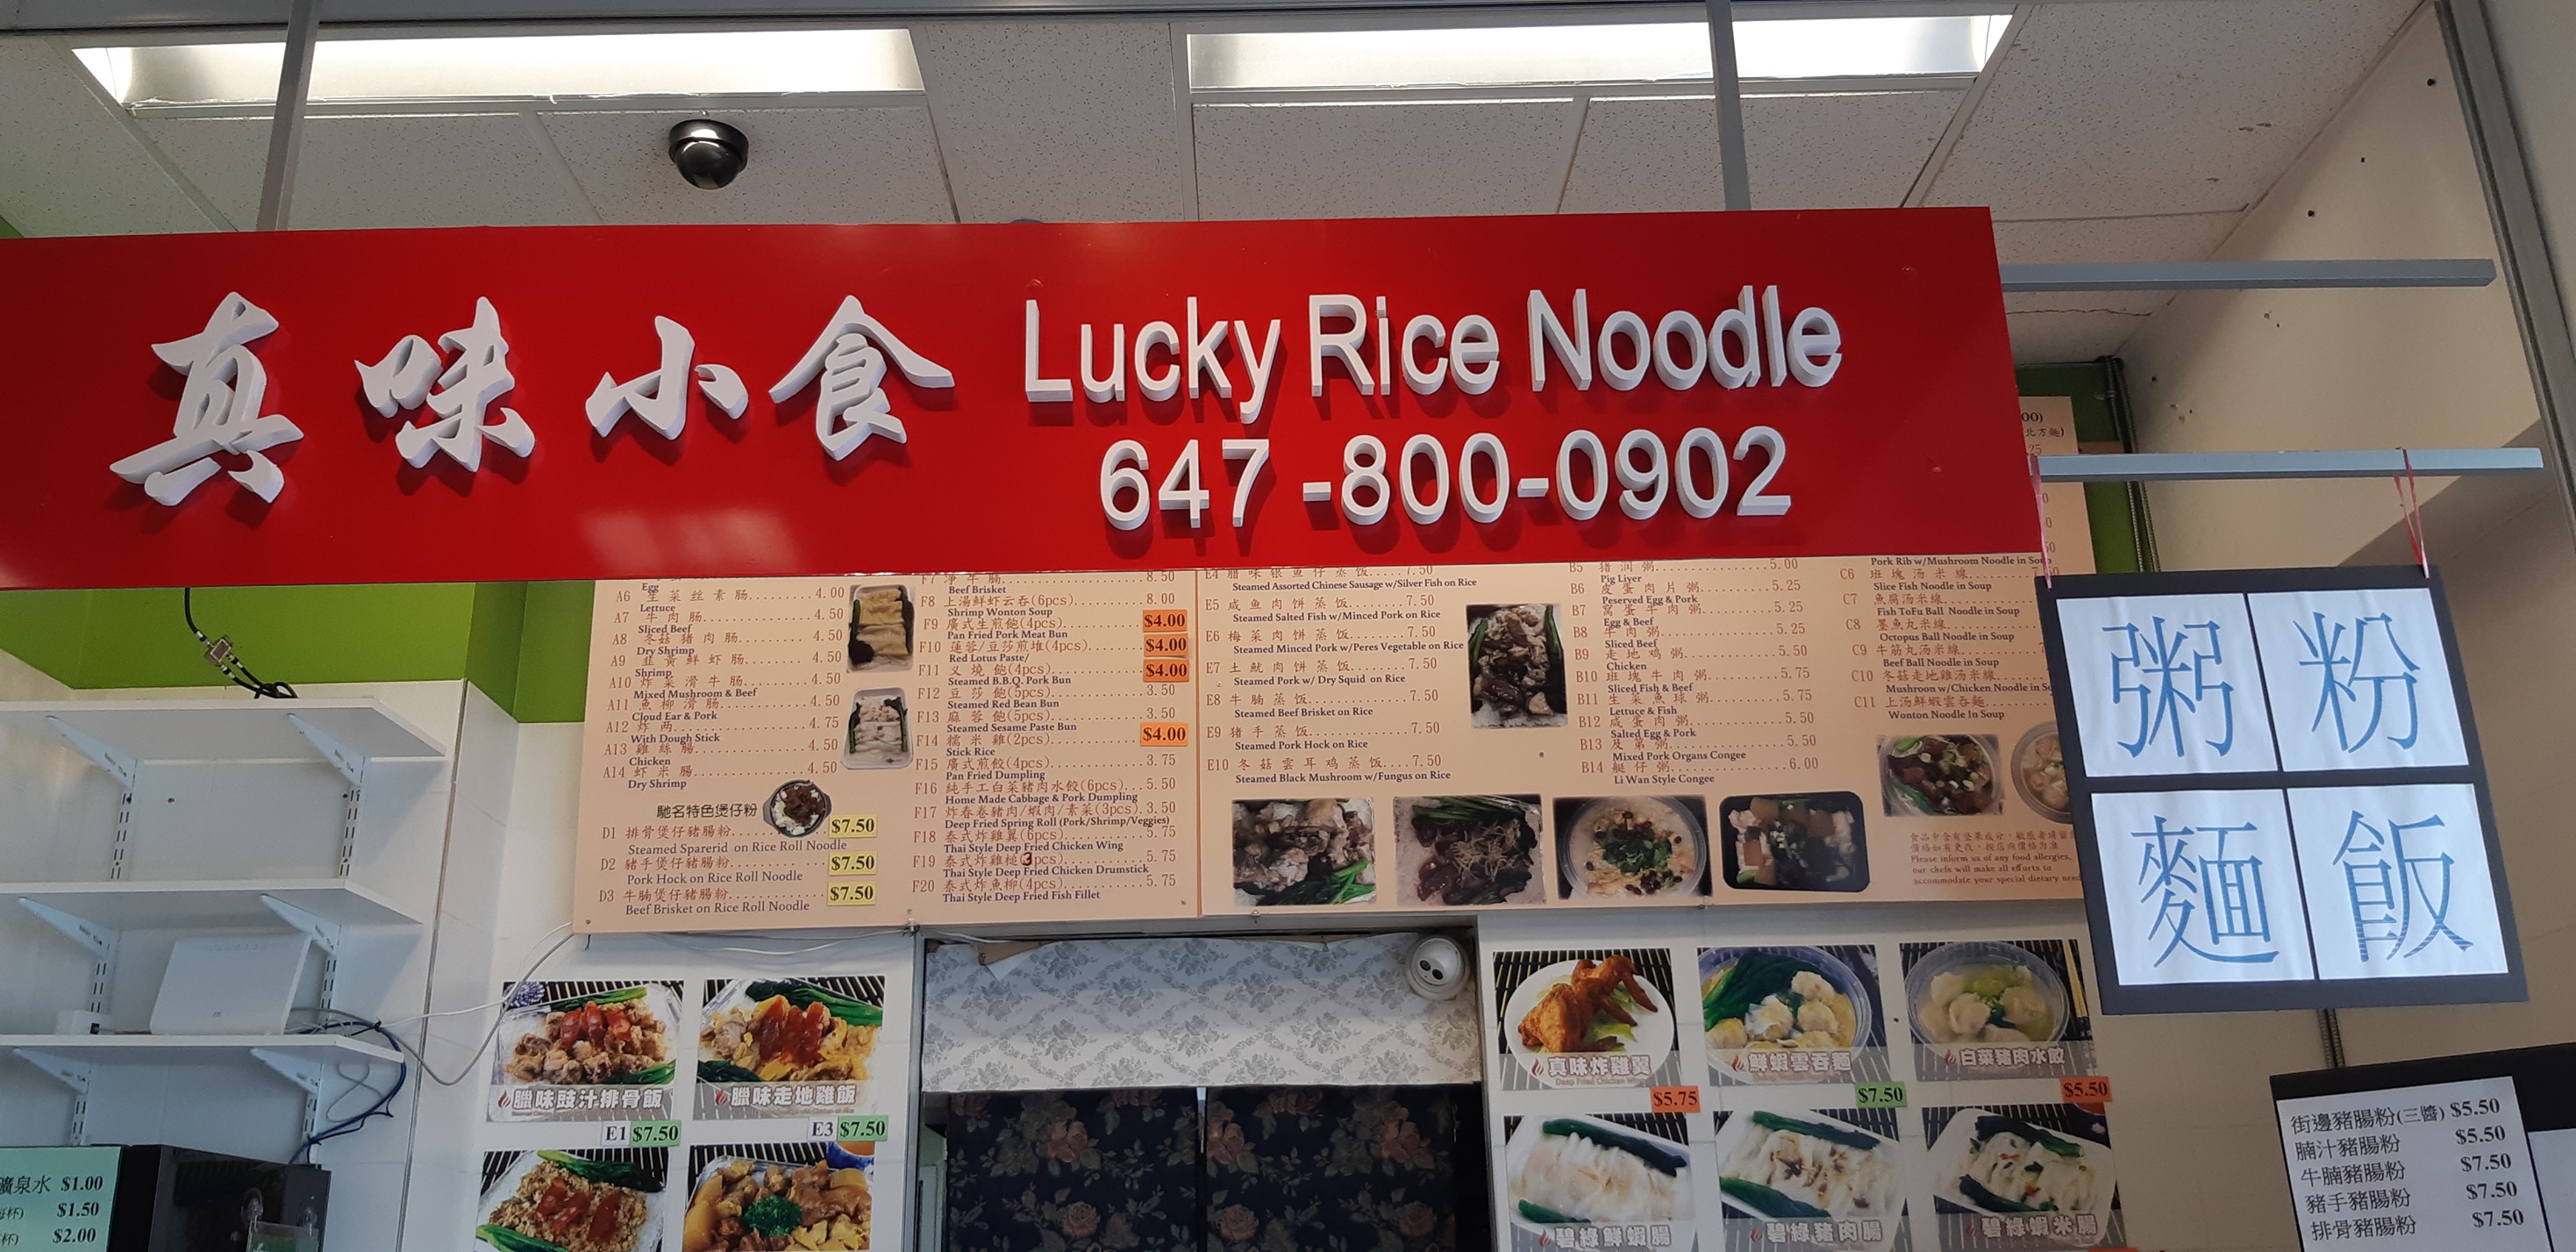 真味小食
Lucky Rice Noodle
647-800-0902
Egg
A6 生菜丝素肠.........4.00
Lettuce
A7 牛肉肠.........4.50
Sliced Beef
A8 冬菇猪肉肠.........4.50
Dry Shrimp
A9 韭黄鲜虾肠.........4.50
Shrimp
A10 炸菜滑牛肠.........4.50
Mixed Mushroom & Beef
A11 魚柳滑肠.........4.50
Cloud Ear & Pork
A12 炸两.........4.75
With Dough Stick
A13 雞絲腸.........4.50
Chicken
A14 虾米腸.........4.50
Dry Shrimp
馳名特色煲仔粉
D1 排骨煲仔豬腸粉.........$7.50
Steamed Sparerid on Rice Roll Noodle
D2 豬手煲仔豬腸粉.........$7.50
Pork Hock on Rice Roll Noodle
D3 牛腩煲仔豬腸粉.........$7.50
Beef Brisket on Rice Roll Noodle
F7 淨牛腩.........8.50
Beef Brisket
F8 上湯鮮虾云吞(6pcs).........8.00
Shrimp Wonton Soup
F9 廣式生煎飽(4pcs).........$4.00
Pan Fried Pork Meat Bun
F10 蓮蓉/豆莎煎堆(4pcs).........$4.00
Red Lotus Paste/
F11 义燒飽(4pcs).........$4.00
Steamed B.B.Q. Pork Bun
F12 豆莎飽(5pcs).........3.50
Steamed Red Bean Bun
F13 麻蓉飽(5pcs).........3.50
Steamed Sesame Paste Bun
F14 糯米雞(2pcs).........$4.00
Stick Rice
F15 廣式煎餃(4pcs).........3.75
Pan Fried Dumpling
F16 純手工白菜豬肉水餃(6pcs)...5.50
Home Made Cabbage & Pork Dumpling
F17 炸春卷豬肉/蝦肉/素菜(3pcs).3.50
Deep Fried Spring Roll (Pork/Shrimp/Veggies)
F18 泰式炸雞翼(6pcs).........5.75
Thai Style Deep Fried Chicken Wing
F19 泰式炸雞槌(3pcs).........5.75
Thai Style Deep Fried Chicken Drumstick
F20 泰式炸魚柳(4pcs).........5.75
Thai Style Deep Fried Fish Fillet
E4 腊味银鱼仔蒸饭.....7.50
Steamed Assorted Chinese Sausage w/Silver Fish on Rice
E5 咸鱼肉饼蒸饭.......7.50
Steamed Salted Fish w/Minced Pork on Rice
E6 梅菜肉饼蒸饭.......7.50
Steamed Minced Pork w/Peres Vegetable on Rice
E7 土鱿肉饼蒸饭.......7.50
Steamed Pork w/ Dry Squid on Rice
E8 牛腩蒸饭.......7.50
Steamed Beef Brisket on Rice
E9 猪手蒸饭.......7.50
Steamed Pork Hock on Rice
E10 冬菇雲耳鸡蒸饭...7.50
Steamed Black Mushroom w/Fungus on Rice
B5 猪润粥.........5.00
Pig Liyer
B6 皮蛋肉片粥.......5.25
Peserved Egg & Pork
B7 窩蛋牛肉粥.......5.25
Egg & Beef
B8 牛肉粥.........5.25
Sliced Beef
B9 走地鸡粥.........5.50
Chicken
B10 班塊牛肉粥.......5.75
Sliced Fish & Beef
B11 生菜魚球粥.......5.75
Lettuce & Fish
B12 咸蛋肉粥.........5.50
Salted Egg & Pork
B13 及第粥.........5.50
Mixed Pork Organs Congee
B14 艇仔粥.........6.00
Li Wan Style Congee
Pork Rib w/Mushroom Noodle in Soup
C6 班塊汤米線
Slice Fish Noodle in Soup
C7 魚腐汤米線
Fish ToFu Ball Noodle in Soup
C8 墨魚丸米線
Octopus Ball Noodle in Soup
C9 牛筋丸汤米線
Beef Ball Noodle in Soup
C10 冬菇走地雞汤米線
Mushroon w/Chicken Noodle in
C11 上汤鮮蝦雲吞麵
Wonton Noodle In Soup
Please inform us of any food allergies,
our chefs will make all efforts to
accommodate your special dietary need
粥 粉
麵 飯
臘味豉汁排骨飯
E1 $7.50
臘味走地雞飯
E3 $7.50
真味炸雞翼
Deep Fried Chicken Wing
$5.75
鮮蝦雲吞麵
$7.50
白菜豬肉水餃
$5.50
碧綠鮮蝦腸
碧綠豬肉腸
碧綠蝦米腸
礦泉水 $1.00
$1.50
$2.00
街邊豬腸粉(三醬) $5.50
腩汁豬腸粉 $5.50
牛腩豬腸粉 $7.50
豬手豬腸粉 $7.50
排骨豬腸粉 $7.50